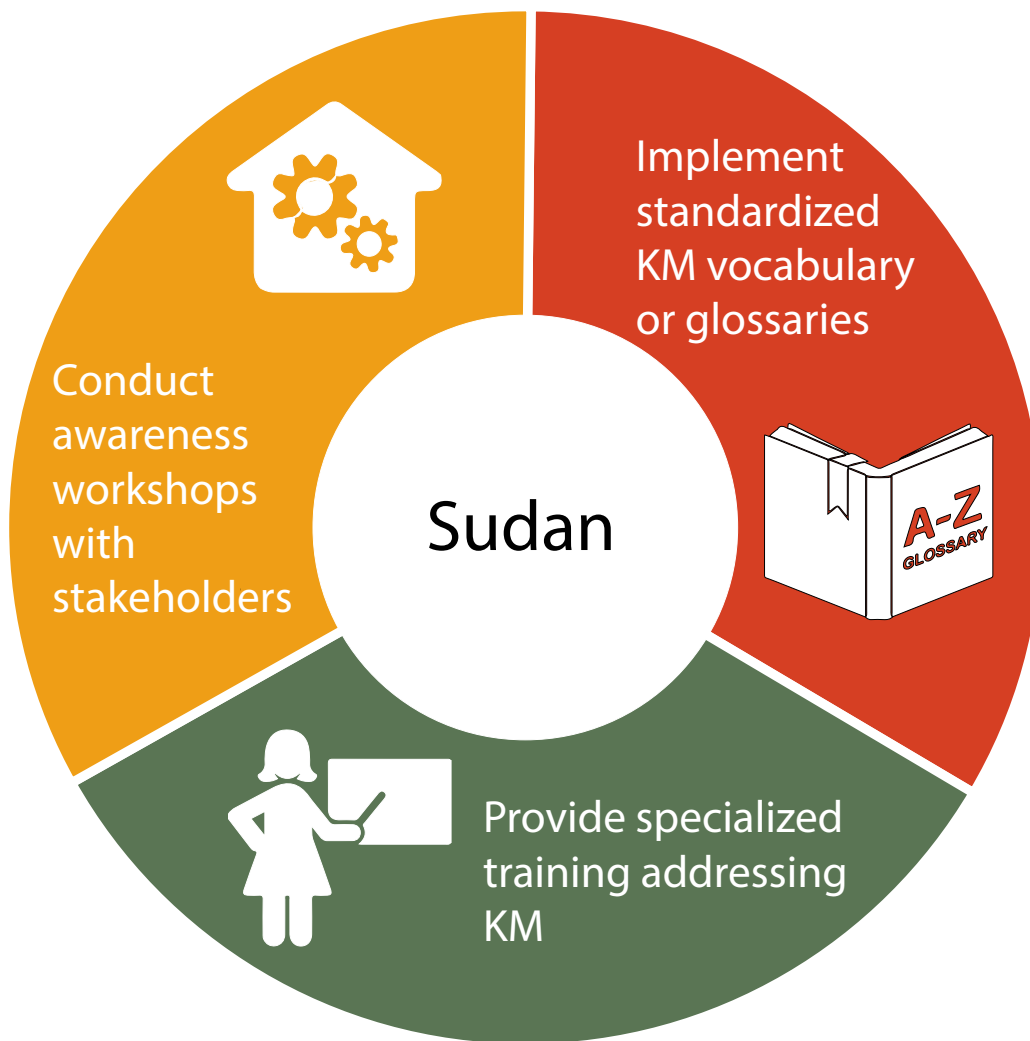 Implement
standardized
KM vocabulary
or glossaries
A-Z
GLOSSARY
Conduct
awareness
workshops
with
stakeholders
Sudan
Provide specialized
training addressing
KM